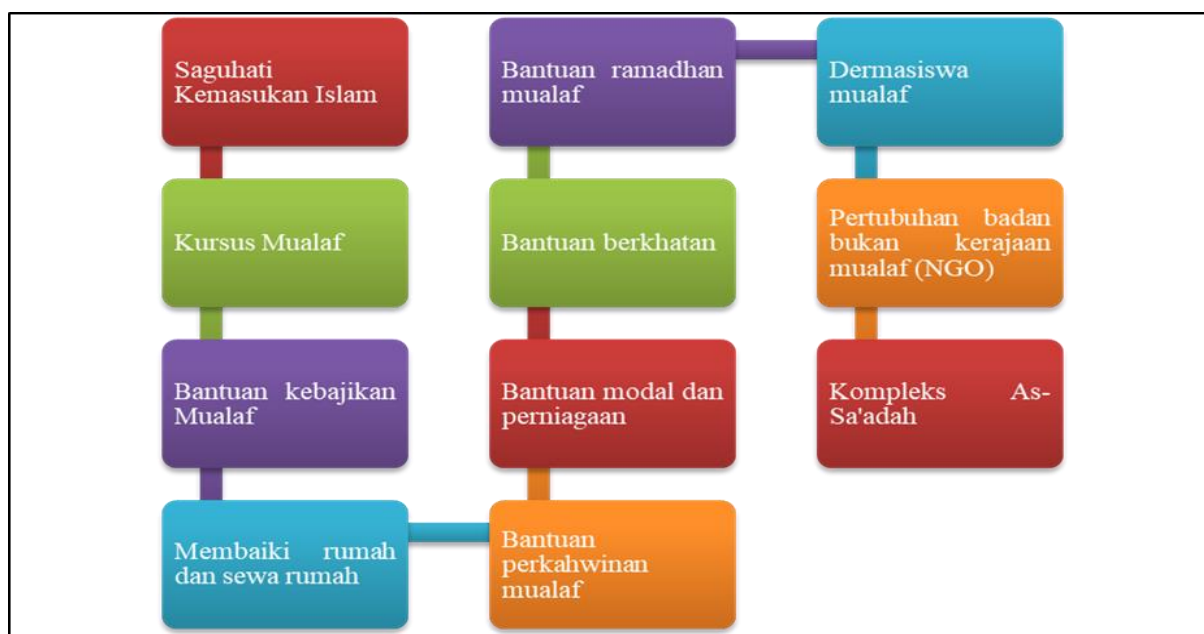 Saguhati
Kemasukan Islam
Kursus Mualaf
Bantuan kebajikan
Mualaf
Membaiki rumah
dan sewa rumah
Bantuan
perkahwinan
mualaf
Bantuan modal dan
perniagaan
Bantuan berkhatan
Bantuan ramadhan
mualaf
Dermasiswa
mualaf
Pertubuhan badan
bukan kerajaan
mualaf (NGO)
Kompleks As-
Sa'adah